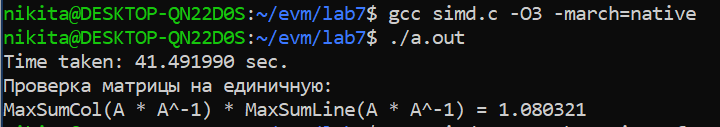 nikita@DESKTOP-QN22D0S:~/evm/lab7$ gcc simd.c -O3 -march=native
nikita@DESKTOP-QN22D0S:~/evm/lab7$ ./a.out
Time taken: 41.491990 sec.
Проверка матрицы на единичную:
MaxSumCol(A * A^-1) * MaxSumLine(A * A^-1) = 1.080321